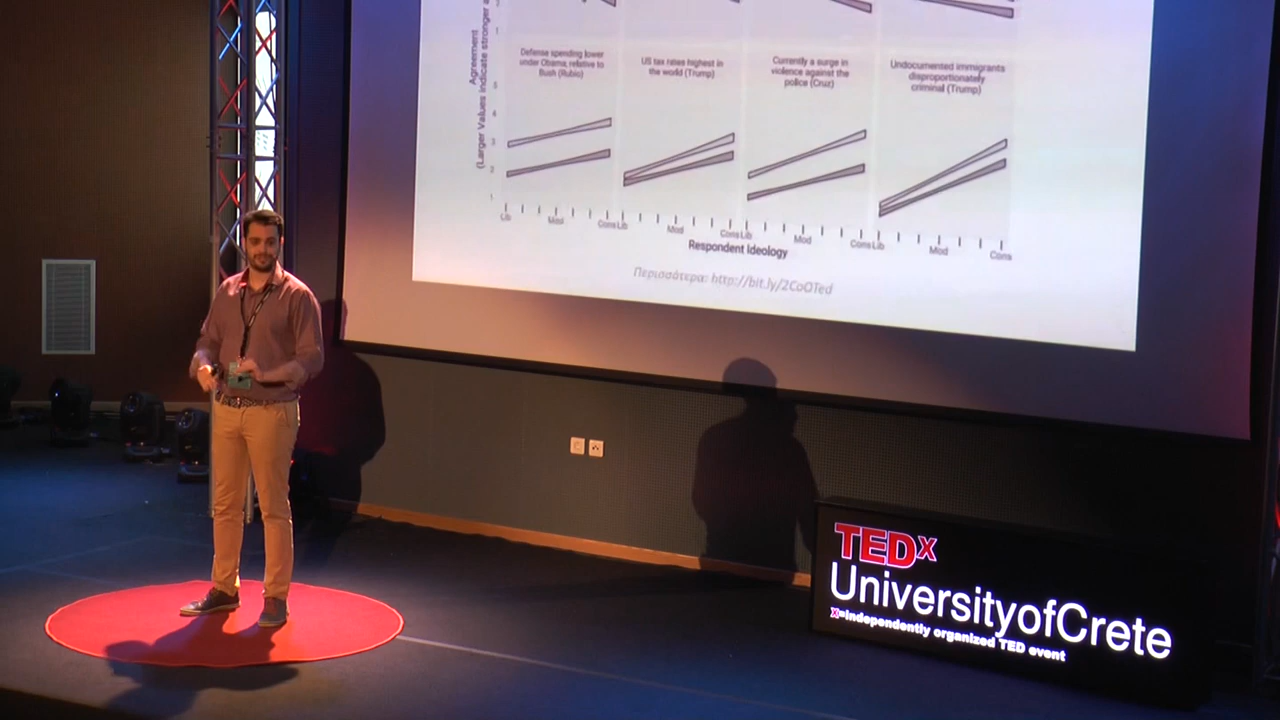 Agreement
(Larger Values indicate stronger
Defense spending lower
under Obama, relative to
Bush (Rubio)
US tax rates highest in
the world (Trump)
Currently a surge in
violence against the
police (Cruz)
Undocumented immigrants
disproportionately
criminal (Trump)
5
4
3
2
1
Lib Mod Cons Lib Mod Cons Lib Mod Cons Lib Mod Cons
Respondent Ideology
Περισσότερα: http://bit.ly/2CoOTed
TEDx
UniversityofCrete
x=independently organized TED event